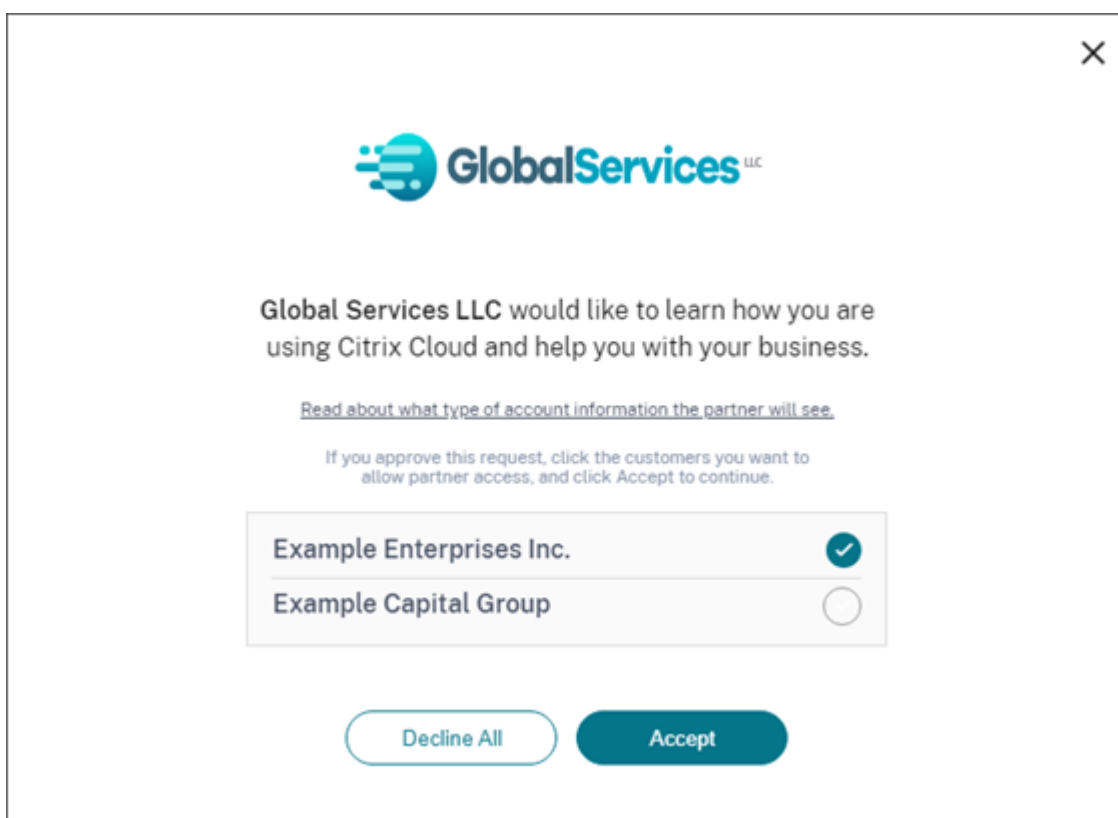 GlobalServices LLC
Global Services LLC would like to learn how you are
using Citrix Cloud and help you with your business.
Read about what type of account information the partner will see.
If you approve this request, click the customers you want to
allow partner access, and click Accept to continue.
Example Enterprises Inc.
Example Capital Group
Decline All
Accept